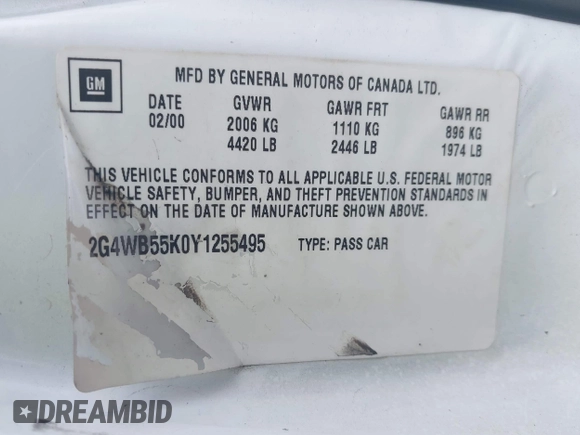 GM
MFD BY GENERAL MOTORS OF CANADA LTD.
DATE GVWR GAWR FRT GAWR RR
02/00 2006 KG 1110 KG 896 KG
4420 LB 2446 LB 1974 LB
THIS VEHICLE CONFORMS TO ALL APPLICABLE U.S. FEDERAL MOTOR
VEHICLE SAFETY, BUMPER, AND THEFT PREVENTION STANDARDS IN
EFFECT ON THE DATE OF MANUFACTURE SHOWN ABOVE.
2G4WB55K0Y1255495 TYPE: PASS CAR
DREAMBID